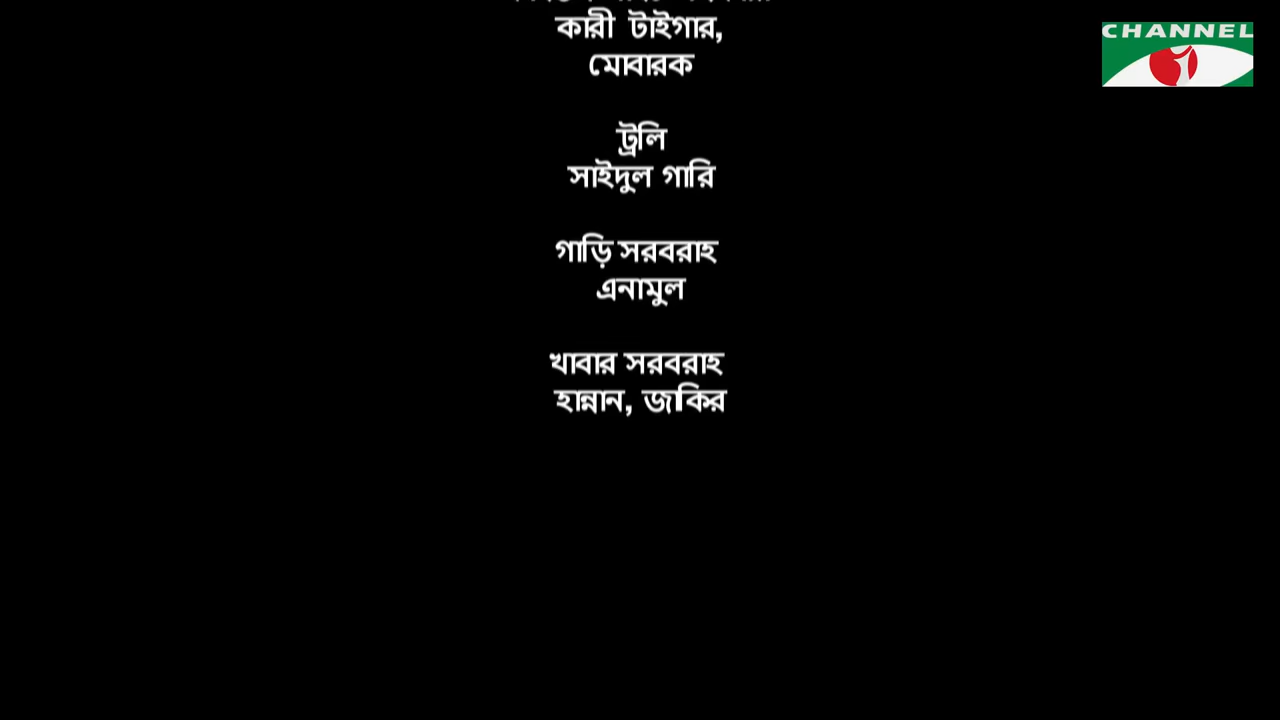 কারী টাইগার,
মোবারক
ট্রলি
সাইদুল গারি
গাড়ি সরবরাহ
এনামুল
খাবার সরবরাহ
হান্নান, জাকির
CHANNEL
i